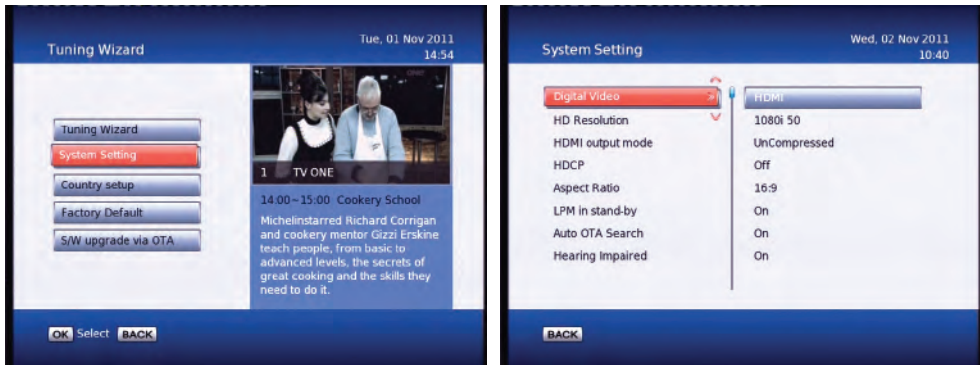 Tuning Wizard
Tue, 01 Nov 2011
14:54
Tuning Wizard
System Setting
Country setup
Factory Default
S/W upgrade via OTA
1 TV ONE
14:00~15:00 Cookery School
Michelinstarred Richard Corrigan
and cookery mentor Gizzi Erskine
teach people, from basic to
advanced levels, the secrets of
great cooking and the skills they
need to do it.
OK Select BACK
System Setting
Wed, 02 Nov 2011
10:40
Digital Video HDMI
HD Resolution 1080i 50
HDMI output mode UnCompressed
HDCP Off
Aspect Ratio 16:9
LPM in stand-by On
Auto OTA Search On
Hearing Impaired On
BACK